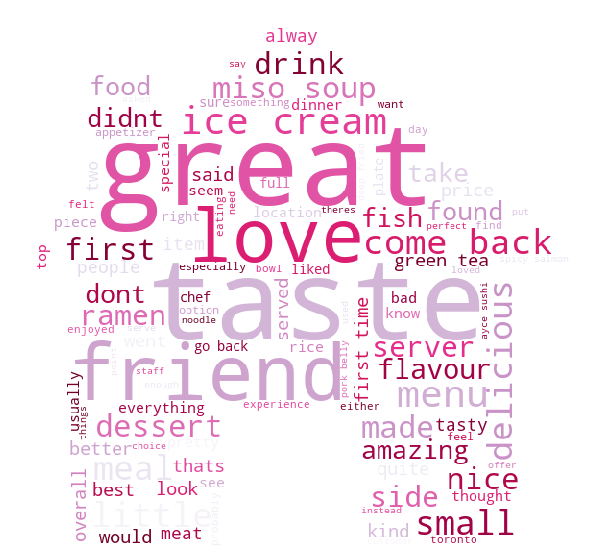 alway
say
drink
food
miso soup
sure
something
dinner
want
didnt
ice cream
appetizer
day
great
two
special
said
seem
full
plate
take
price
felt
piece
right
eating
need
location
theres
fish
found
perfect
find
put
love
top
first
item
come back
people
especially
bowl
liked
green tea
loved
spicy salmon
taste
dont
chef
option
noodle
served
bad
know
ayce sushi
ramen
enjoyed
serve
went
go back
rice
used
first time
server
delicious
friend
staff
point
enough
pork belly
flavour
usually
things
everything
experience
either
menu
dessert
made
tasty
feel
better
choice
pretty
amazing
meal
thats
quite
offer
overall
best
look
see
side
nice
thought
little
probably
instead
small
would
meat
kind
toronto